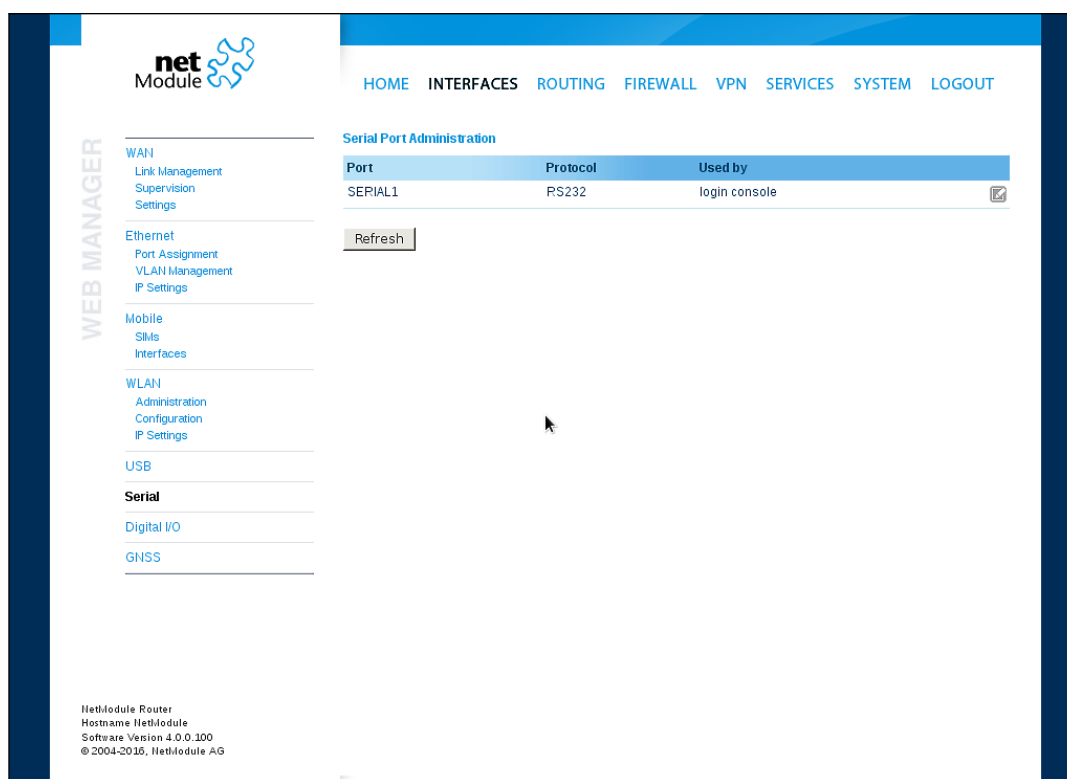 net
Module
HOME INTERFACES ROUTING FIREWALL VPN SERVICES SYSTEM LOGOUT
WEB MANAGER
WAN
Link Management
Supervision
Settings
Ethernet
Port Assignment
VLAN Management
IP Settings
Mobile
SIMs
Interfaces
WLAN
Administration
Configuration
IP Settings
USB
Serial
Digital I/O
GNSS
Serial Port Administration
Port Protocol Used by
SERIAL1 RS232 login console
Refresh
NetModule Router
Hostname NetModule
Software Version 4.0.0.100
© 2004-2016, NetModule AG